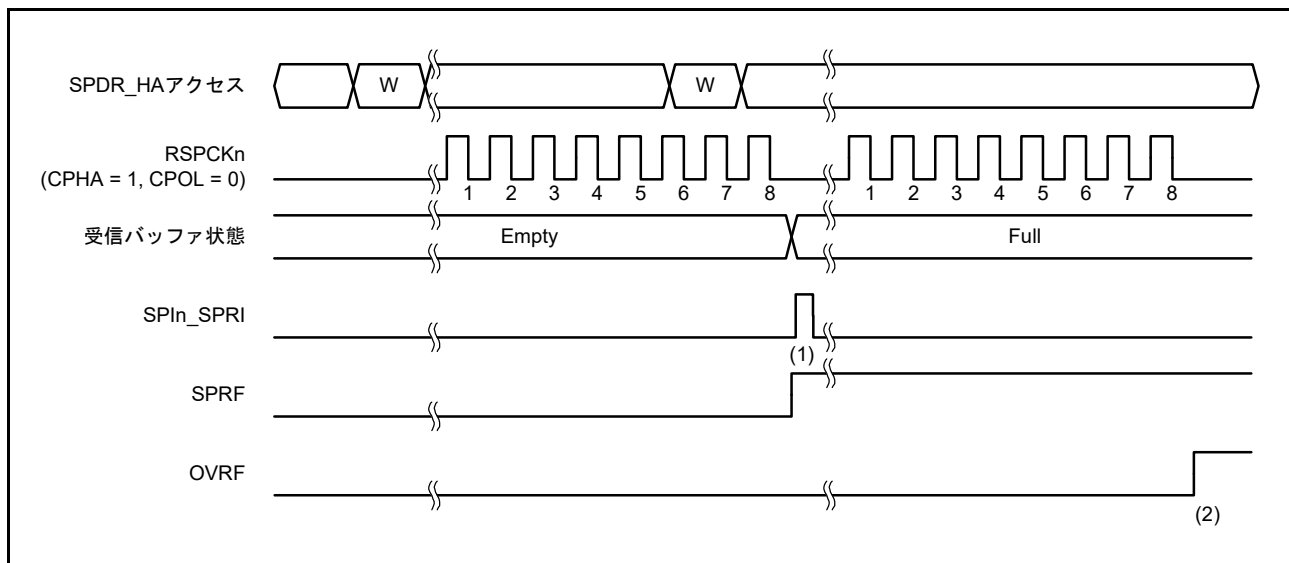 SPDR_HAアクセス
W
W
RSPCKn
(CPHA = 1, CPOL = 0)
1 2 3 4 5 6 7 8
1 2 3 4 5 6 7 8
受信バッファ状態
Empty
Full
SPIn_SPRI
(1)
SPRF
OVRF
(2)